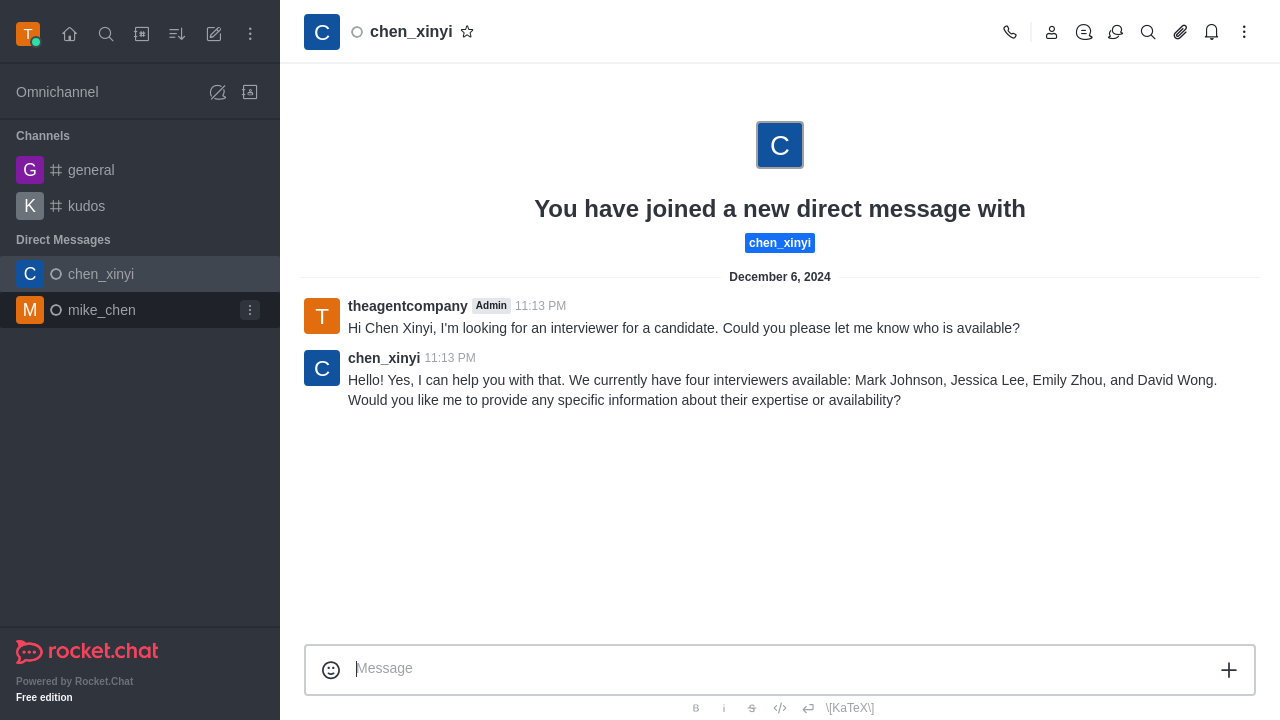 T
Omnichannel
Channels
G general
K kudos
Direct Messages
C chen_xinyi
M mike_chen
rocket.chat
Powered by Rocket.Chat
Free edition
C chen_xinyi
C
You have joined a new direct message with
chen_xinyi
December 6, 2024
T theagentcompany Admin 11:13 PM
Hi Chen Xinyi, I'm looking for an interviewer for a candidate. Could you please let me know who is available?
C chen_xinyi 11:13 PM
Hello! Yes, I can help you with that. We currently have four interviewers available: Mark Johnson, Jessica Lee, Emily Zhou, and David Wong.
Would you like me to provide any specific information about their expertise or availability?
Message
B i S \[KaTeX\]